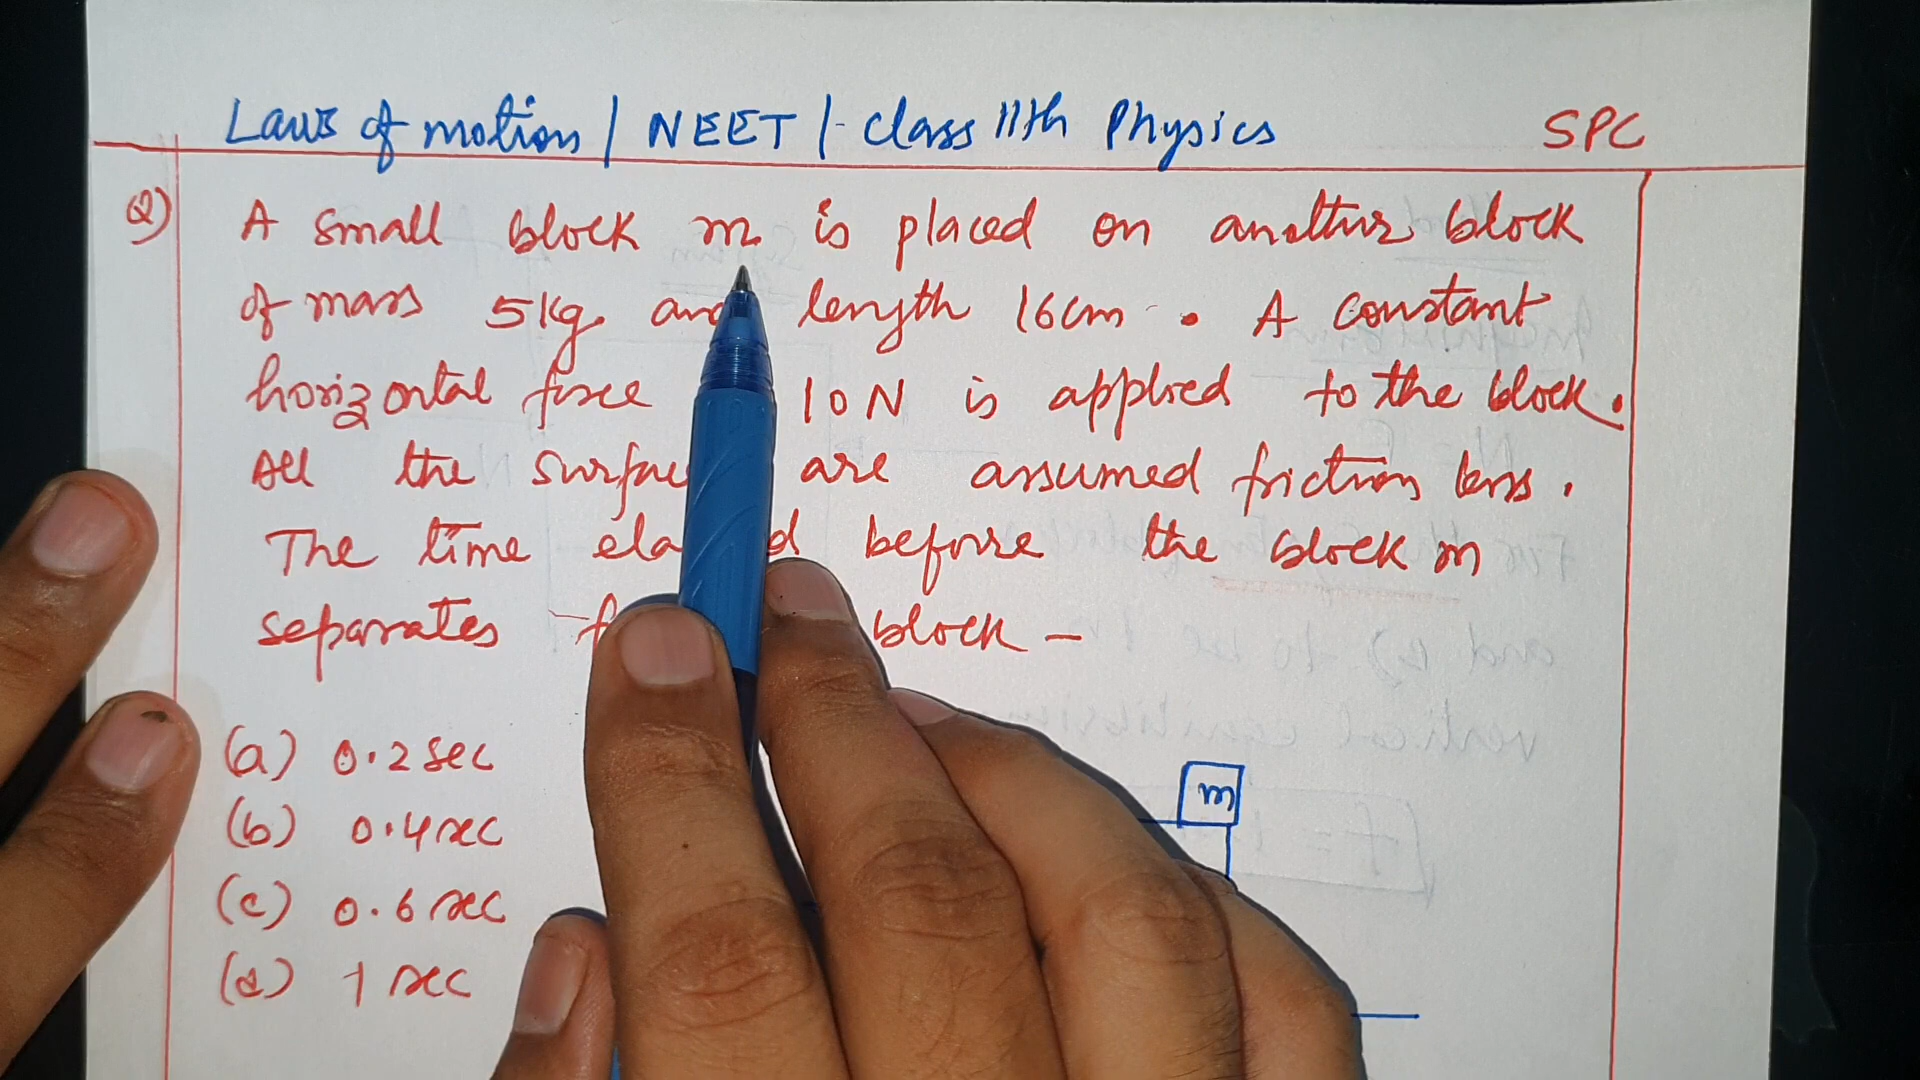 Laws of motion / NEET / Class 11th Physics SPC
Q) A small block m is placed on another block
of mass 5kg. and length 16cm. A constant
horizontal force 10N is applied to the block.
All the are assumed friction less.
The time before the block m
separates block -
(a) 0.2 sec
(b) 0.4 sec
(c) 0.6 sec
(d) 1 sec
m